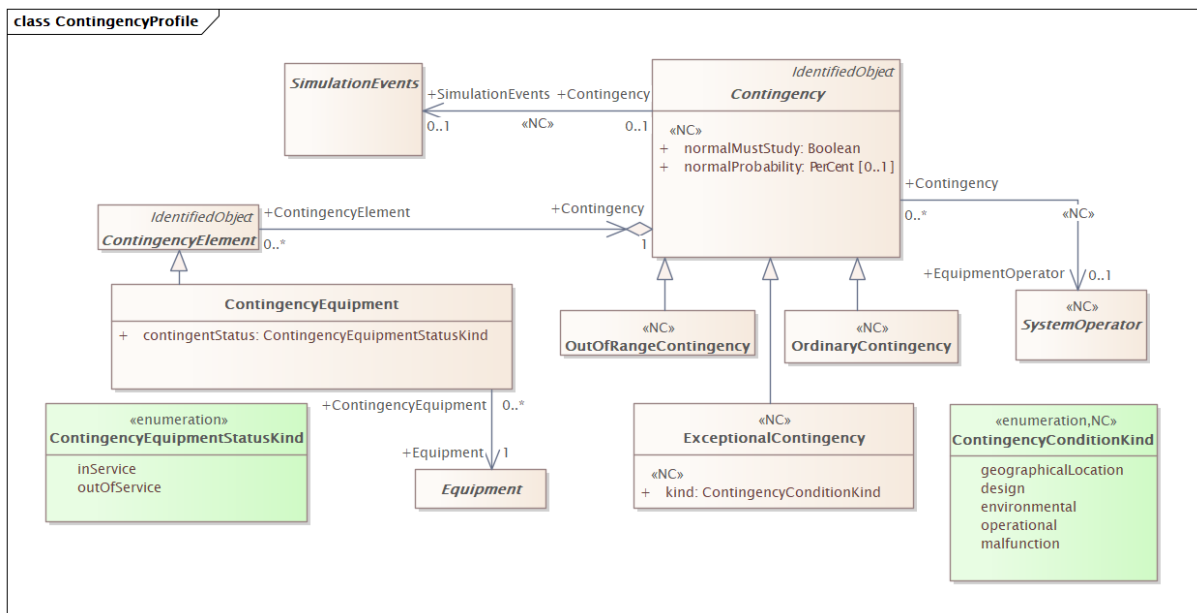 class ContingencyProfile
SimulationEvents
+SimulationEvents
+Contingency
0..1
«NC»
0..1
IdentifiedObject
Contingency
«NC»
+ normalMustStudy: Boolean
+ normalProbability: PerCent [0..1]
+Contingency
0..*
«NC»
+EquipmentOperator
0..1
«NC»
SystemOperator
IdentifiedObject
ContingencyElement
+ContingencyElement
0..*
+Contingency
1
ContingencyEquipment
+ contingentStatus: ContingencyEquipmentStatusKind
«NC»
OutOfRangeContingency
«NC»
OrdinaryContingency
+ContingencyEquipment
0..*
+Equipment
1
Equipment
«enumeration»
ContingencyEquipmentStatusKind
inService
outOfService
«NC»
ExceptionalContingency
«NC»
+ kind: ContingencyConditionKind
«enumeration,NC»
ContingencyConditionKind
geographicalLocation
design
environmental
operational
malfunction